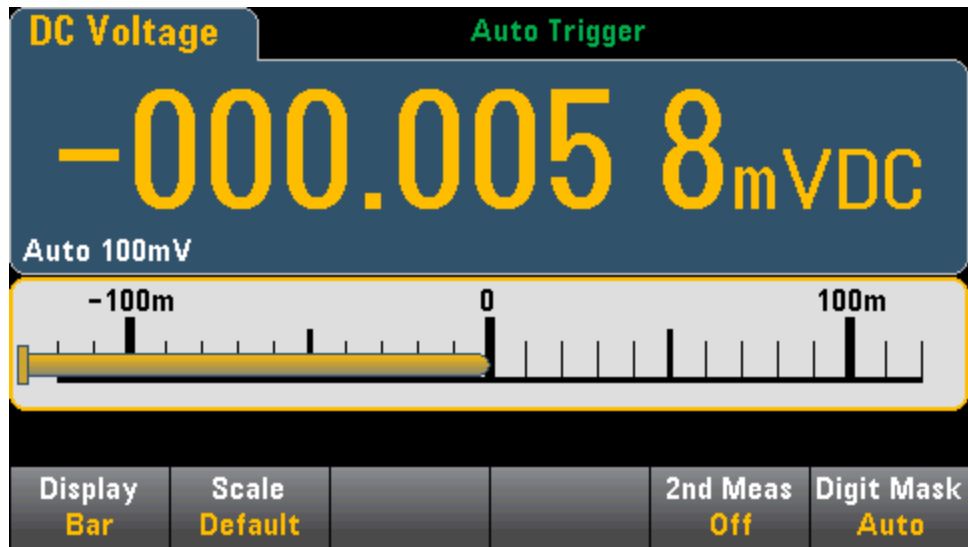 DC Voltage
Auto Trigger
-000.005 8mVDC
Auto 100mV
-100m 0 100m
Display Scale 2nd Meas Digit Mask
Bar Default Off Auto